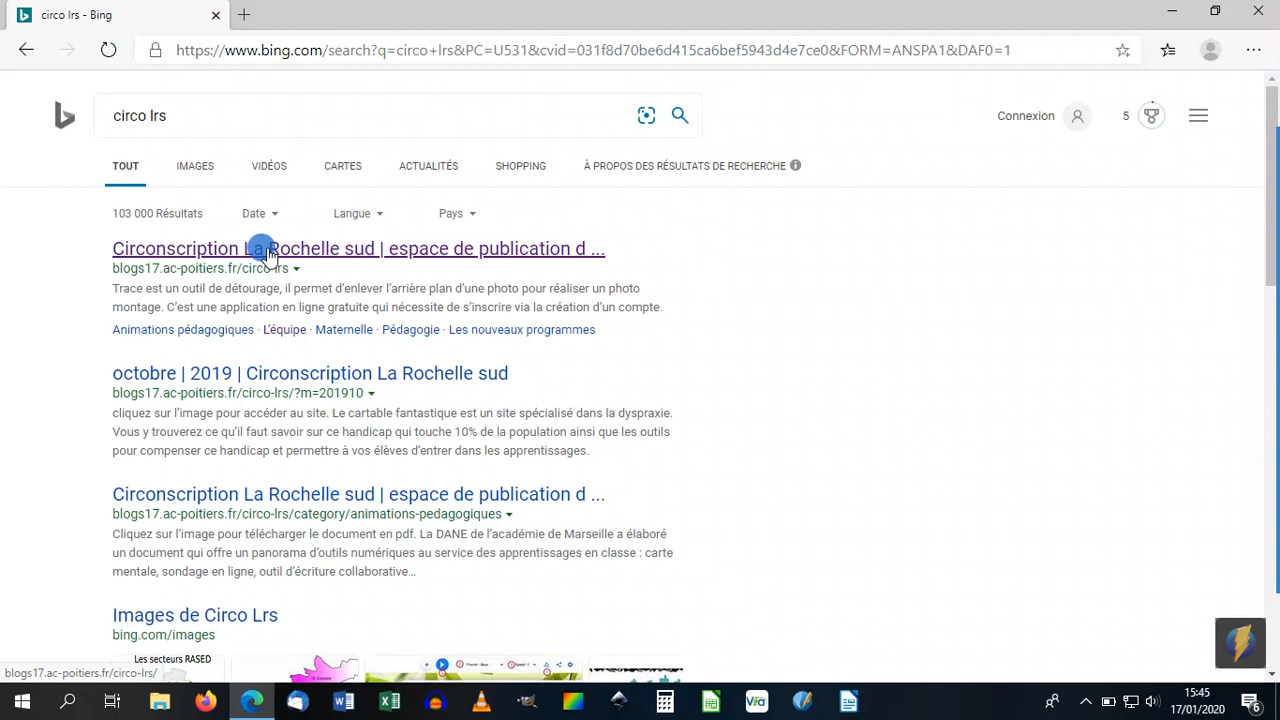 circo lrs - Bing
https://www.bing.com/search?q=circo+lrs&PC=U531&cvid=031f8d70be6d415ca6bef5943d4e7ce0&FORM=ANSPA1&DAF0=1
circo lrs
Connexion
5
TOUT IMAGES VIDÉOS CARTES ACTUALITÉS SHOPPING À PROPOS DES RÉSULTATS DE RECHERCHE
103 000 Résultats Date Langue Pays
Circonscription La Rochelle sud | espace de publication d ...
blogs17.ac-poitiers.fr/circo-lrs
Trace est un outil de détourage, il permet d'enlever l'arrière plan d'une photo pour réaliser un photo
montage. C'est une application en ligne gratuite qui nécessite de s'inscrire via la création d'un compte.
Animations pédagogiques · L'équipe · Maternelle · Pédagogie · Les nouveaux programmes
octobre | 2019 | Circonscription La Rochelle sud
blogs17.ac-poitiers.fr/circo-lrs/?m=201910
cliquez sur l'image pour accéder au site. Le cartable fantastique est un site spécialisé dans la dyspraxie.
Vous y trouverez ce qu'il faut savoir sur ce handicap qui touche 10% de la population ainsi que les outils
pour compenser ce handicap et permettre à vos élèves d'entrer dans les apprentissages.
Circonscription La Rochelle sud | espace de publication d ...
blogs17.ac-poitiers.fr/circo-lrs/category/animations-pedagogiques
Cliquez sur l'image pour télécharger le document en pdf. La DANE de l'académie de Marseille a élaboré
un document qui offre un panorama d'outils numériques au service des apprentissages en classe : carte
mentale, sondage en ligne, outil d'écriture collaborative…
Images de Circo Lrs
bing.com/images
Les secteurs RASED
blogs17.ac-poitiers.fr/circo-lrs/
Via
15:45
17/01/2020
6